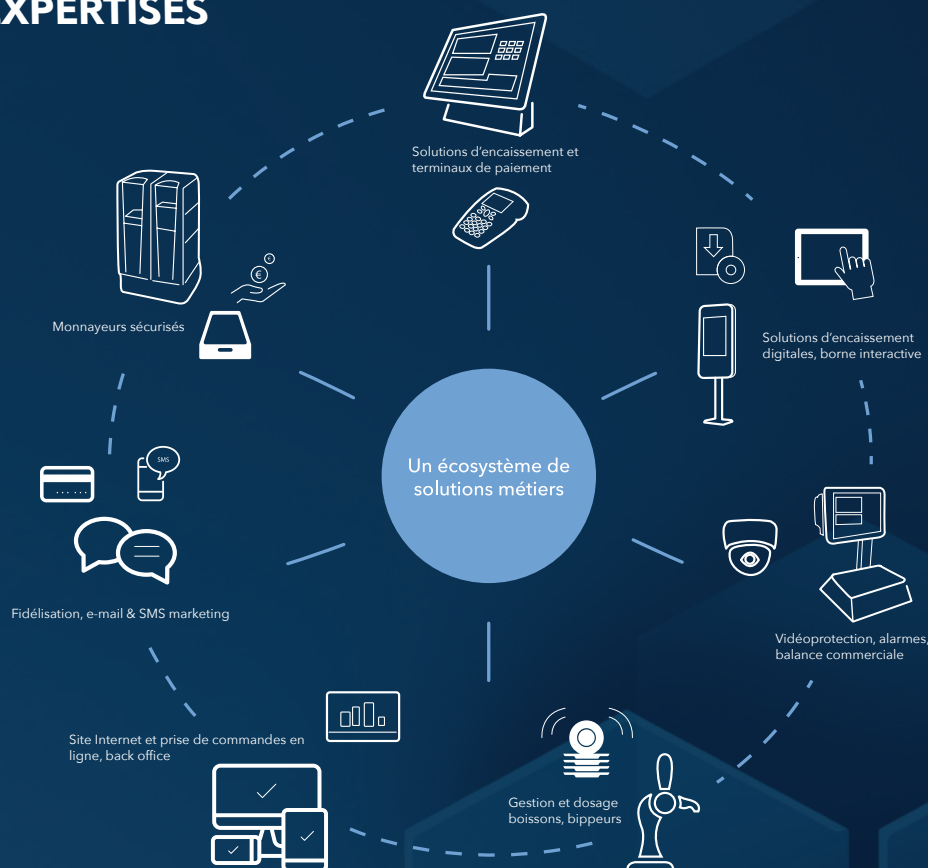 EXPERTISES
Solutions d'encaissement et
terminaux de paiement
Monnayeurs sécurisés
Solutions d'encaissement
digitales, borne interactive
Un écosystème de
solutions métiers
SMS
Fidélisation, e-mail & SMS marketing
Vidéoprotection, alarmes,
balance commerciale
Site Internet et prise de commandes en
ligne, back office
Gestion et dosage
boissons, bippeurs